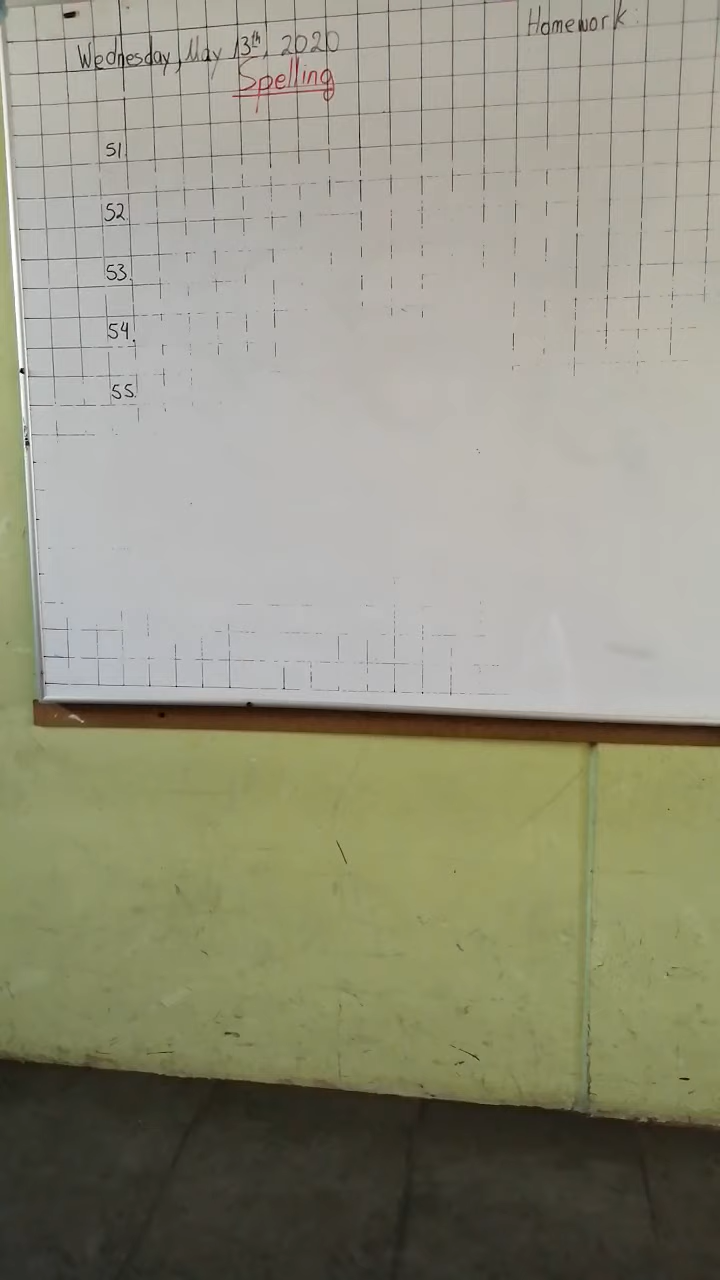 Wednesday, May 13th, 2020
Homework:
Spelling
51.
52.
53.
54.
55.